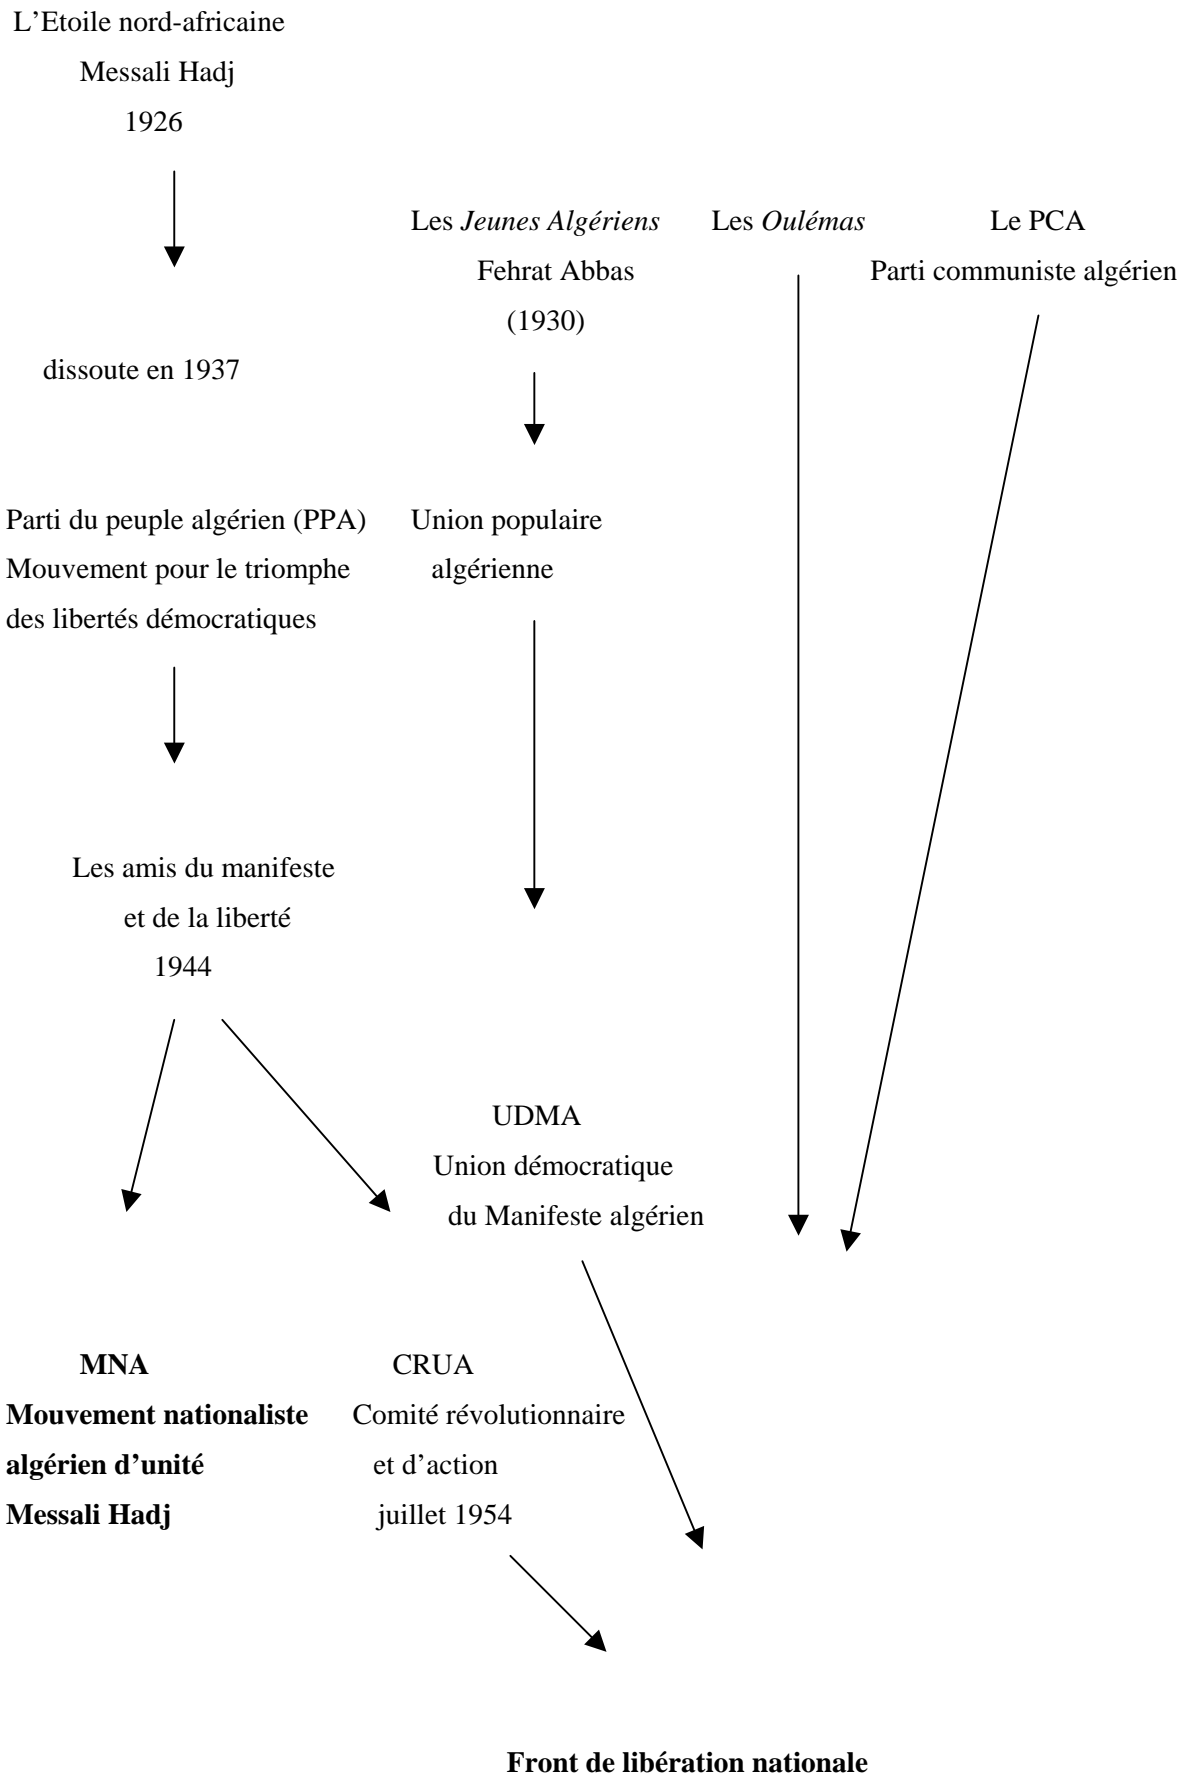 L’Etoile nord-africaine
Messali Hadj
1926
Les Jeunes Algériens
Fehrat Abbas
(1930)
Les Oulémas
Le PCA
Parti communiste algérien
dissoute en 1937
Parti du peuple algérien (PPA)
Mouvement pour le triomphe
des libertés démocratiques
Union populaire
algérienne
Les amis du manifeste
et de la liberté
1944
UDMA
Union démocratique
du Manifeste algérien
MNA
Mouvement nationaliste
algérien d’unité
Messali Hadj
CRUA
Comité révolutionnaire
et d’action
juillet 1954
Front de libération nationale